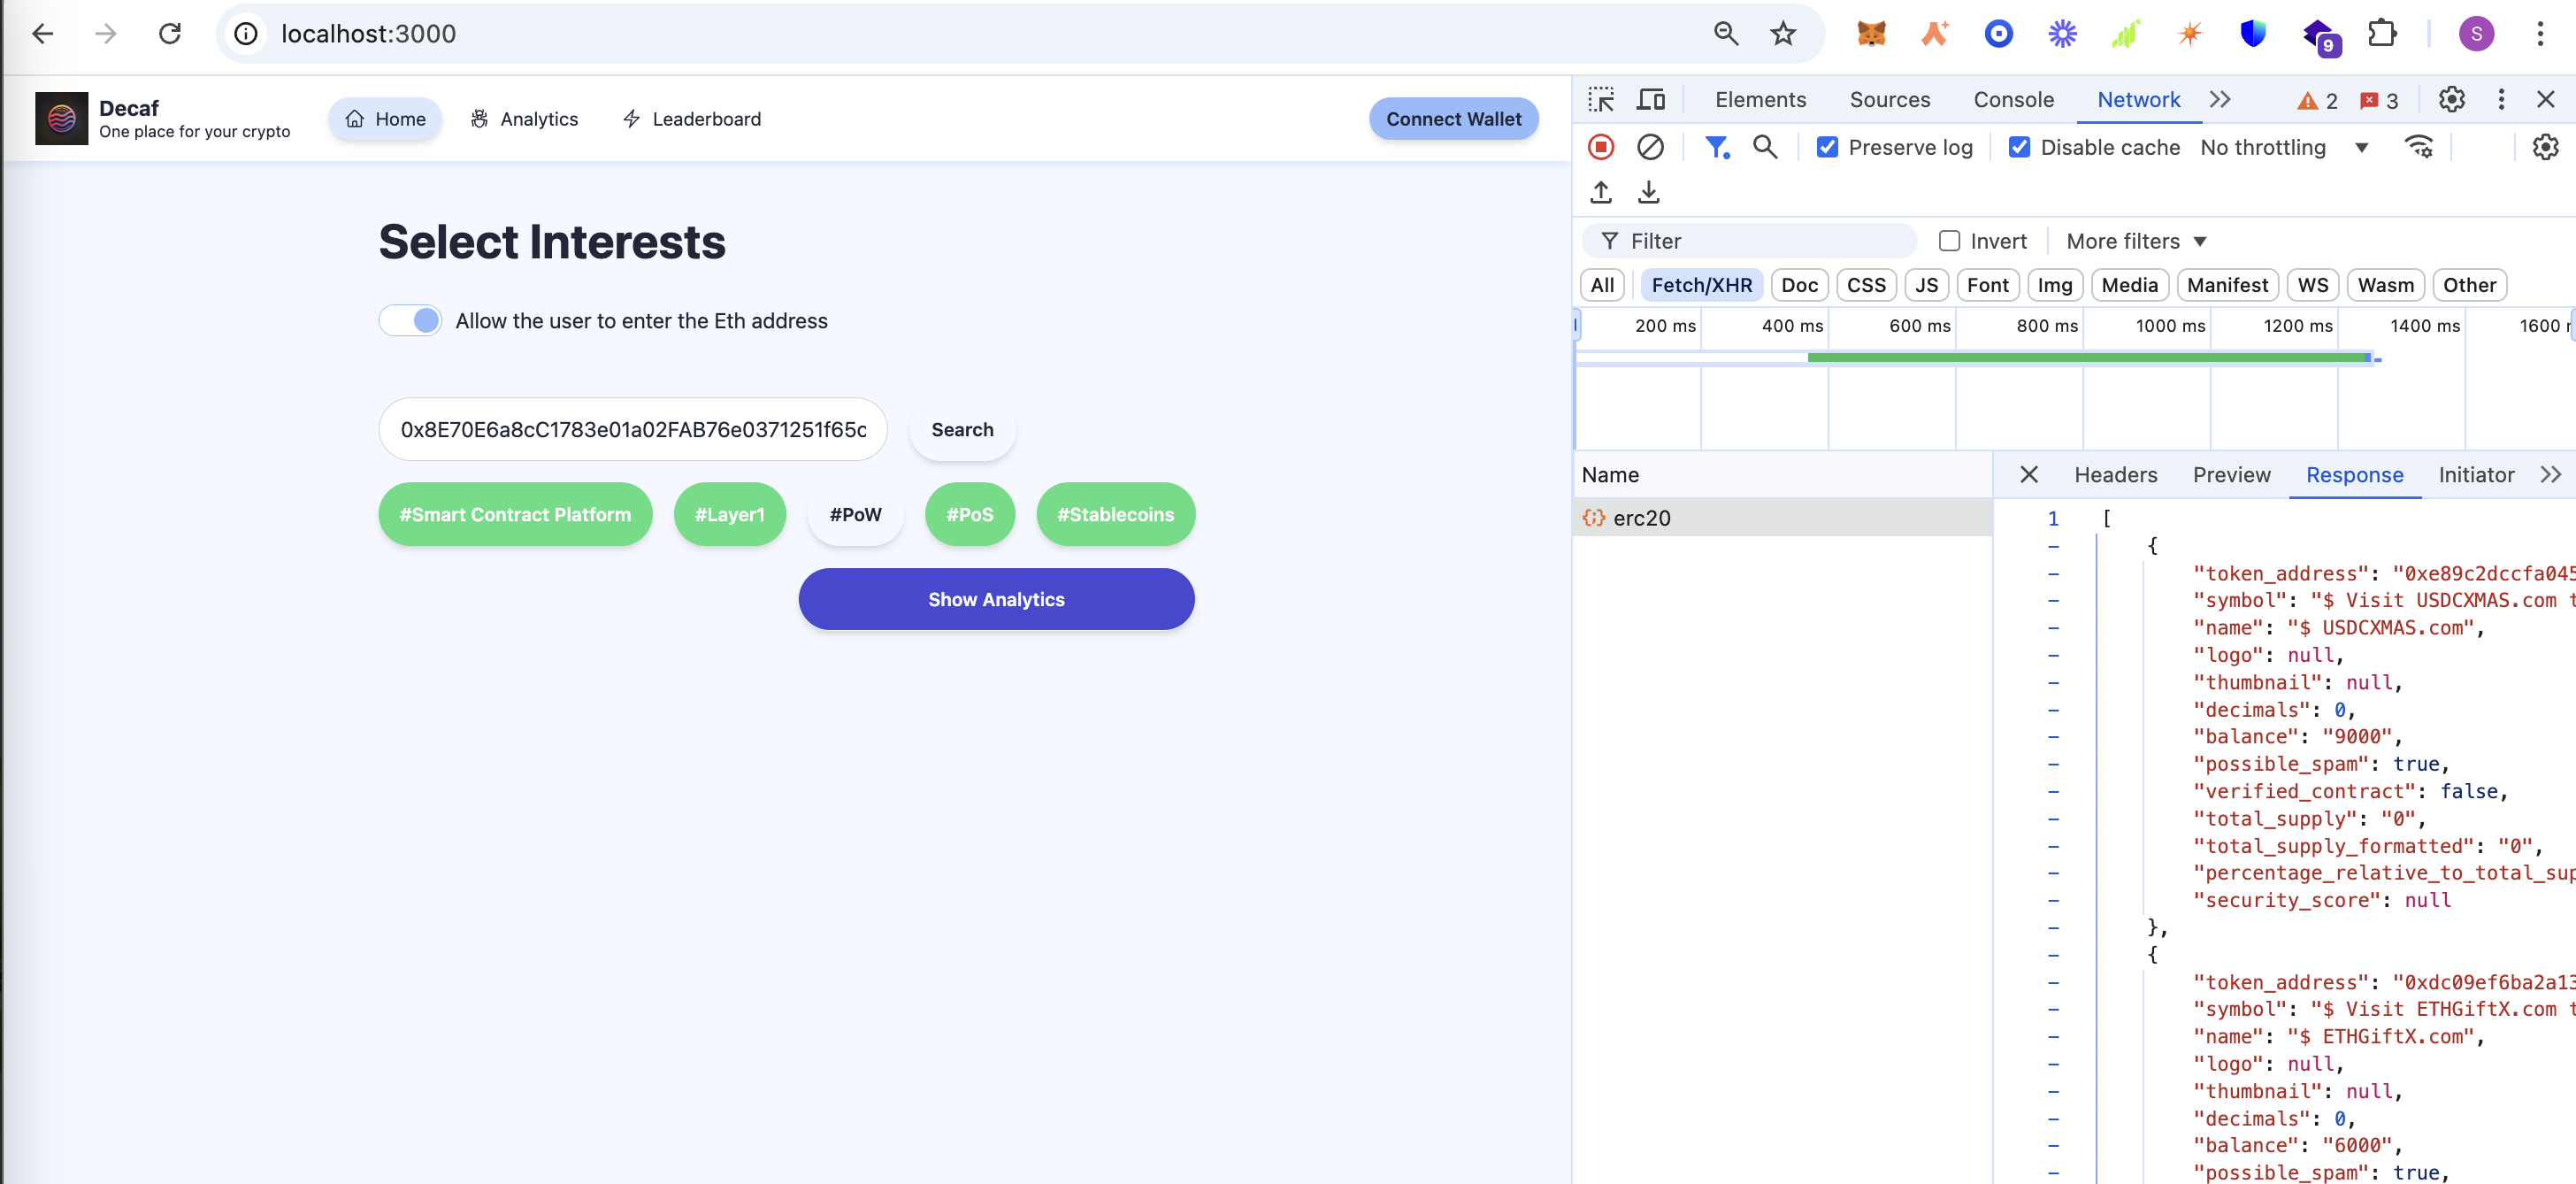 localhost:3000
9
S
Decaf
One place for your crypto
Home
Analytics
Leaderboard
Connect Wallet
Select Interests
Allow the user to enter the Eth address
0x8E70E6a8cC1783e01a02FAB76e0371251f65c
Search
#Smart Contract Platform
#Layer1
#PoW
#PoS
#Stablecoins
Show Analytics
Elements
Sources
Console
Network
2
3
Preserve log
Disable cache
No throttling
Filter
Invert
More filters
All
Fetch/XHR
Doc
CSS
JS
Font
Img
Media
Manifest
WS
Wasm
Other
200 ms
400 ms
600 ms
800 ms
1000 ms
1200 ms
1400 ms
1600
Name
Headers
Preview
Response
Initiator
{;} erc20
1 [
{
"token_address": "0xe89c2dccfa045
"symbol": "$ Visit USDCXMAS.com t
"name": "$ USDCXMAS.com",
"logo": null,
"thumbnail": null,
"decimals": 0,
"balance": "9000",
"possible_spam": true,
"verified_contract": false,
"total_supply": "0",
"total_supply_formatted": "0",
"percentage_relative_to_total_sup
"security_score": null
},
{
"token_address": "0xdc09ef6ba2a13
"symbol": "$ Visit ETHGiftX.com t
"name": "$ ETHGiftX.com",
"logo": null,
"thumbnail": null,
"decimals": 0,
"balance": "6000",
"possible_spam": true,